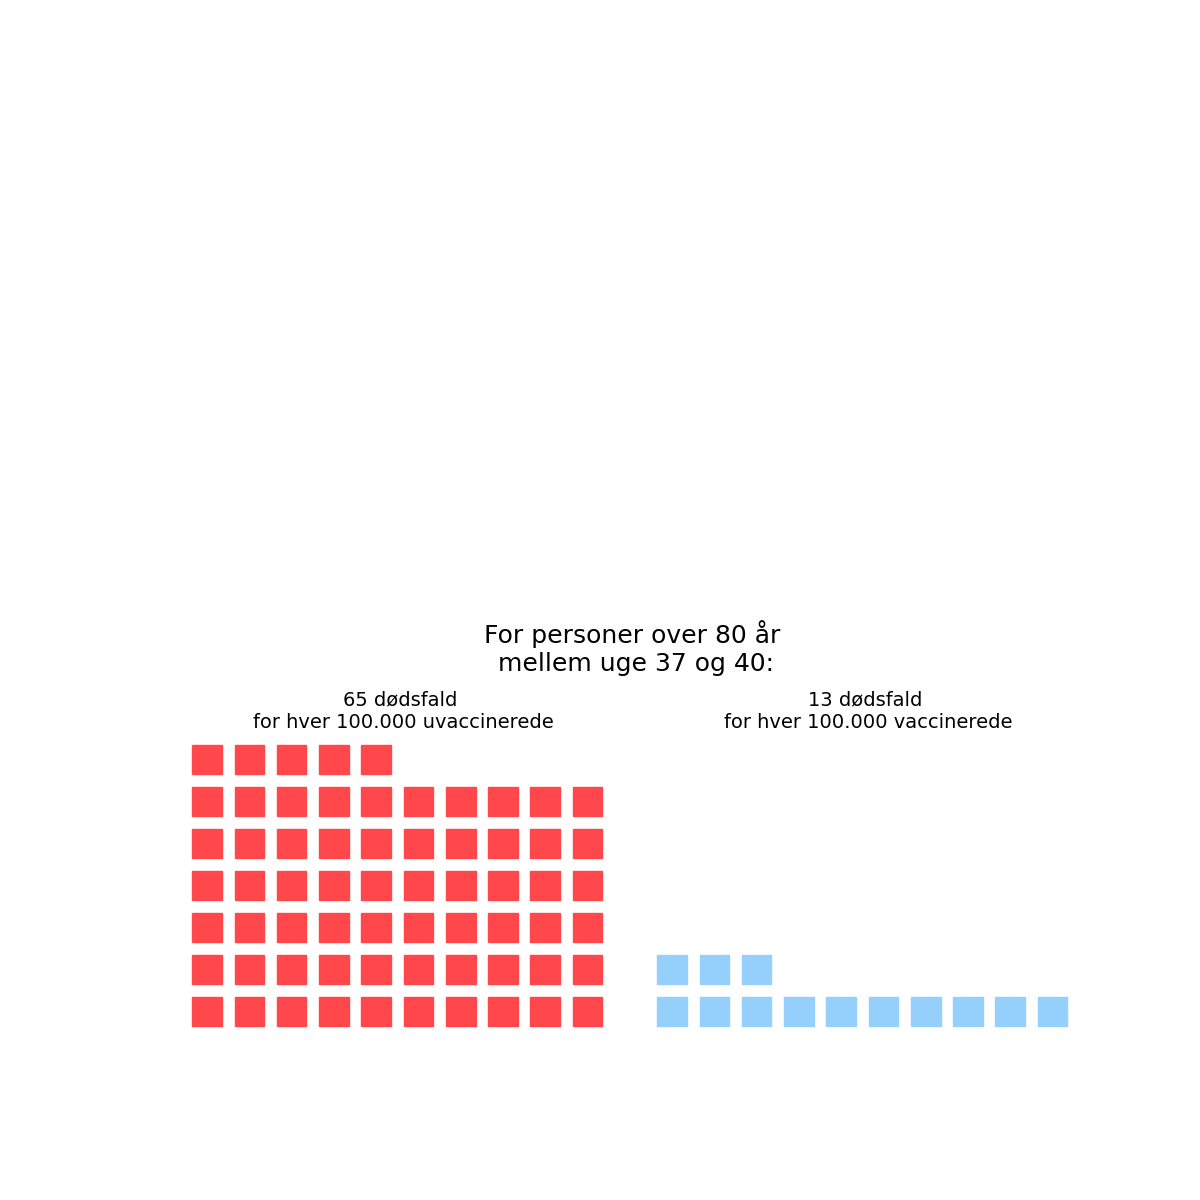 For personer over 80 år
mellem uge 37 og 40:
65 dødsfald
for hver 100.000 uvaccinerede
13 dødsfald
for hver 100.000 vaccinerede